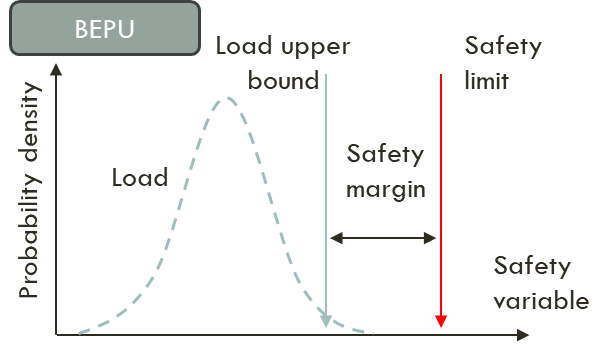 BEPU
Load upper
bound
Safety
limit
Probability density
Load
Safety
margin
Safety
variable